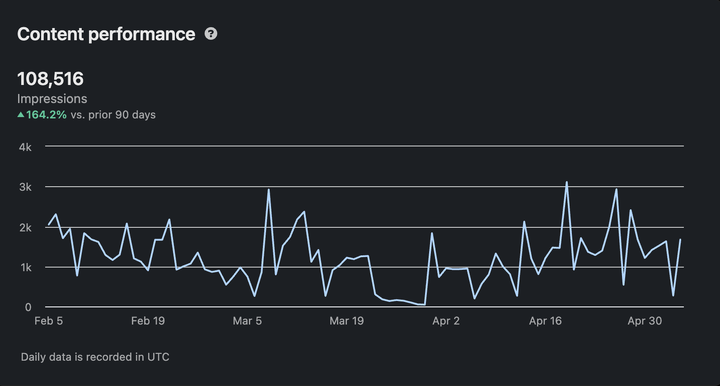 Content performance ?
108,516
Impressions
▲164.2% vs. prior 90 days
4k
3k
2k
1k
0
Feb 5 Feb 19 Mar 5 Mar 19 Apr 2 Apr 16 Apr 30
Daily data is recorded in UTC